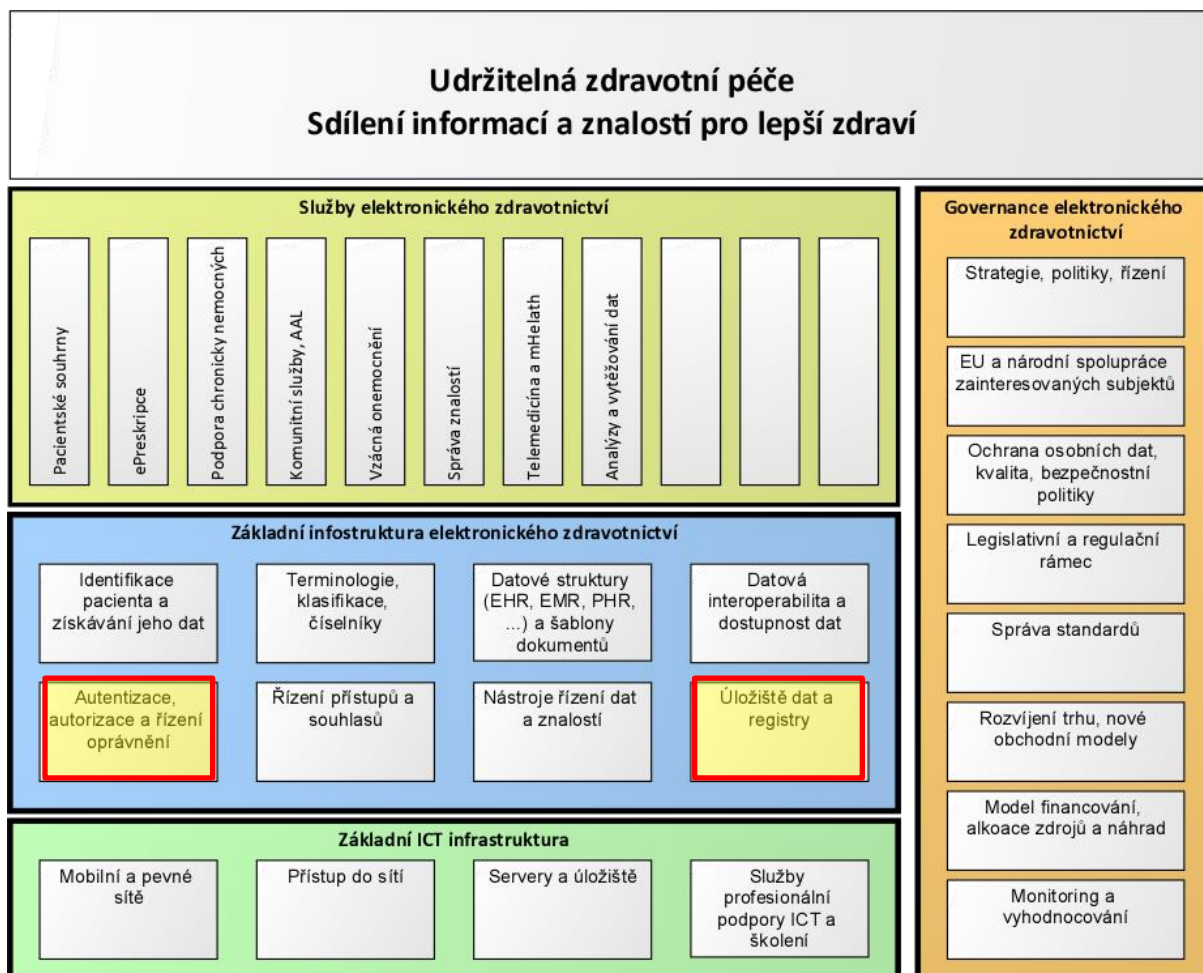 Udržitelná zdravotní péče
Sdílení informací a znalostí pro lepší zdraví
Služby elektronického zdravotnictví
Pacientské souhrny
ePreskripce
Podpora chronicky nemocných
Komunitní služby, AAL
Vzácná onemocnění
Správa znalostí
Telemedicína a mHelath
Analýzy a vytěžování dat
Základní infostruktura elektronického zdravotnictví
Identifikace
pacienta a
získávání jeho dat
Terminologie,
klasifikace,
číselníky
Datové struktury
(EHR, EMR, PHR,
...) a šablony
dokumentů
Datová
interoperabilita a
dostupnost dat
Autentizace,
autorizace a řízení
oprávnění
Řízení přístupů a
souhlasů
Nástroje řízení dat
a znalostí
Úložiště dat a
registry
Základní ICT infrastruktura
Mobilní a pevné
sítě
Přístup do sítí
Servery a úložiště
Služby
profesionální
podpory ICT a
školení
Governance elektronického
zdravotnictví
Strategie, politiky, řízení
EU a národní spolupráce
zainteresovaných subjektů
Ochrana osobních dat,
kvalita, bezpečnostní
politiky
Legislativní a regulační
rámec
Správa standardů
Rozvíjení trhu, nové
obchodní modely
Model financování,
alkoace zdrojů a náhrad
Monitoring a
vyhodnocování